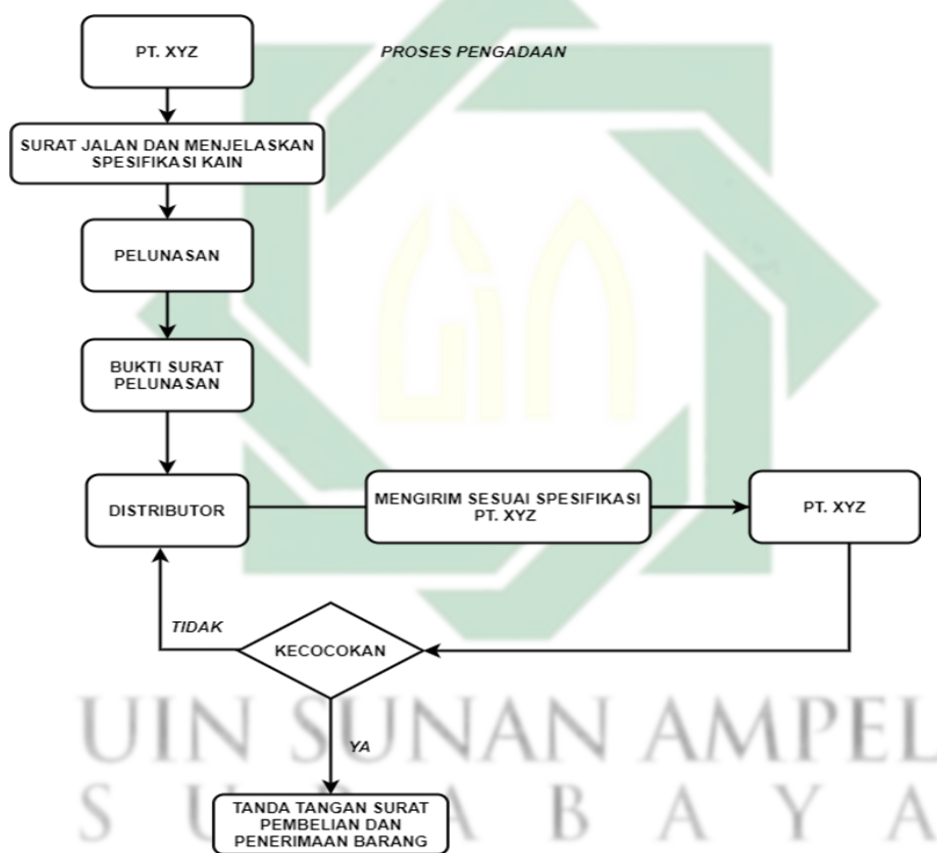 PT. XYZ
PROSES PENGADAAN
SURAT JALAN DAN MENJELASKAN
SPESIFIKASI KAIN
PELUNASAN
BUKTI SURAT
PELUNASAN
DISTRIBUTOR
MENGIRIM SESUAI SPESIFIKASI
PT. XYZ
PT. XYZ
TIDAK
KECOCOKAN
YA
TANDA TANGAN SURAT
PEMBELIAN DAN
PENERIMAAN BARANG
UIN SUNAN AMPEL
SURABAYA